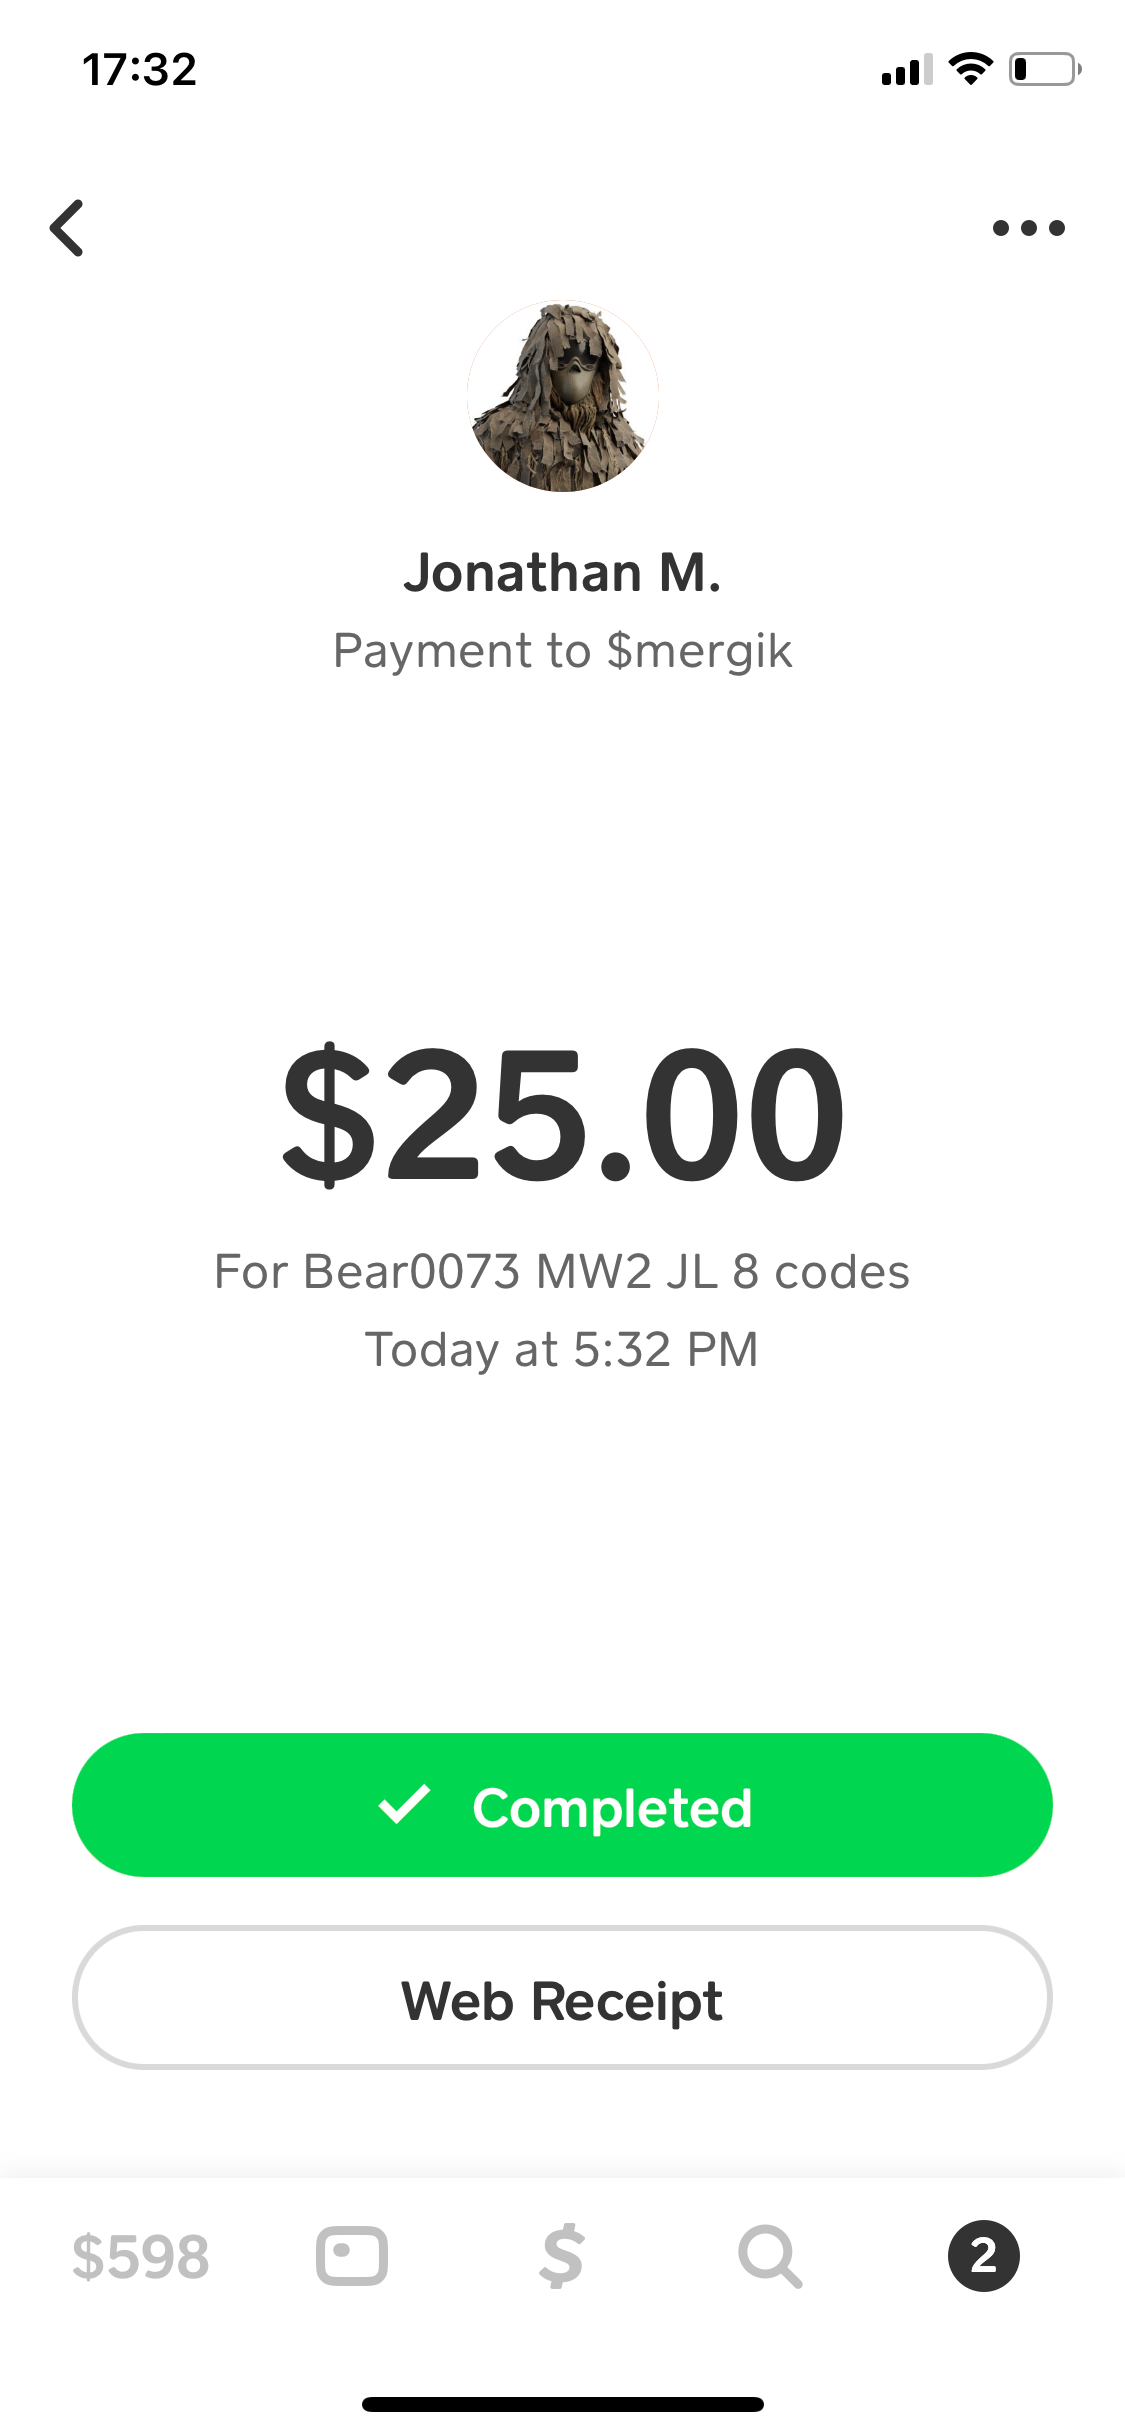 17:32
Jonathan M.
Payment to $mergik
$25.00
For Bear0073 MW2 JL 8 codes
Today at 5:32 PM
Completed
Web Receipt
$598
$
2